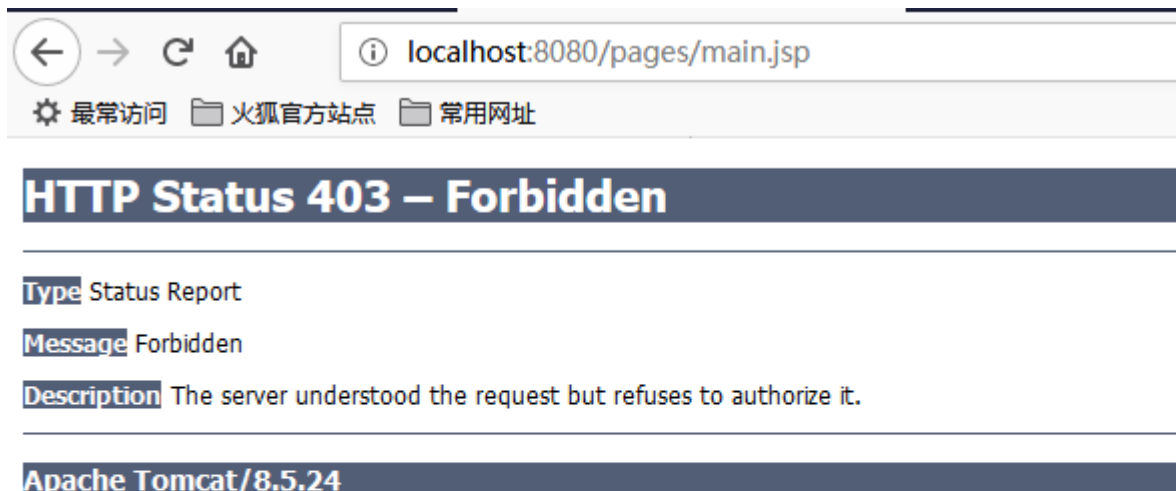 localhost:8080/pages/main.jsp
最常访问 火狐官方站点 常用网址
HTTP Status 403 – Forbidden
Type Status Report
Message Forbidden
Description The server understood the request but refuses to authorize it.
Apache Tomcat/8.5.24